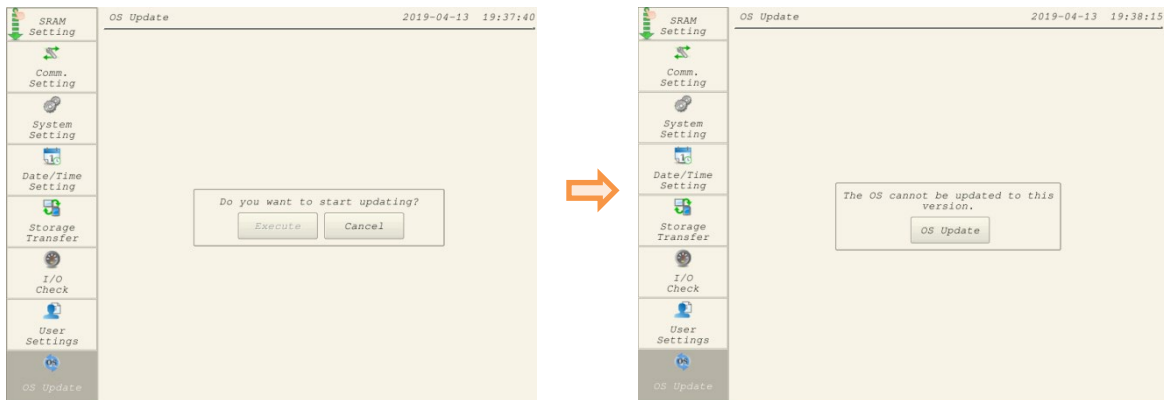 SRAM
Setting
Comm.
Setting
System
Setting
Date/Time
Setting
Storage
Transfer
I/O
Check
User
Settings
OS Update
OS Update 2019-04-13 19:37:40
Do you want to start updating?
Execute Cancel
SRAM
Setting
Comm.
Setting
System
Setting
Date/Time
Setting
Storage
Transfer
I/O
Check
User
Settings
OS Update
OS Update 2019-04-13 19:38:15
The OS cannot be updated to this
version.
OS Update